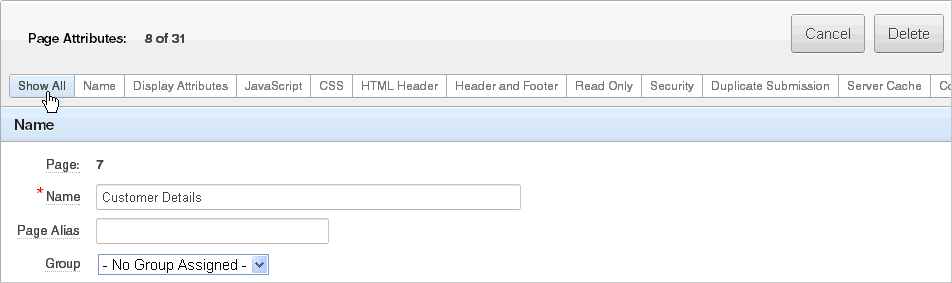 Page Attributes: 8 of 31 Cancel Delete
Show All Name Display Attributes JavaScript CSS HTML Header Header and Footer Read Only Security Duplicate Submission Server Cache Co
Name
Page: 7
* Name Customer Details
Page Alias
Group - No Group Assigned -